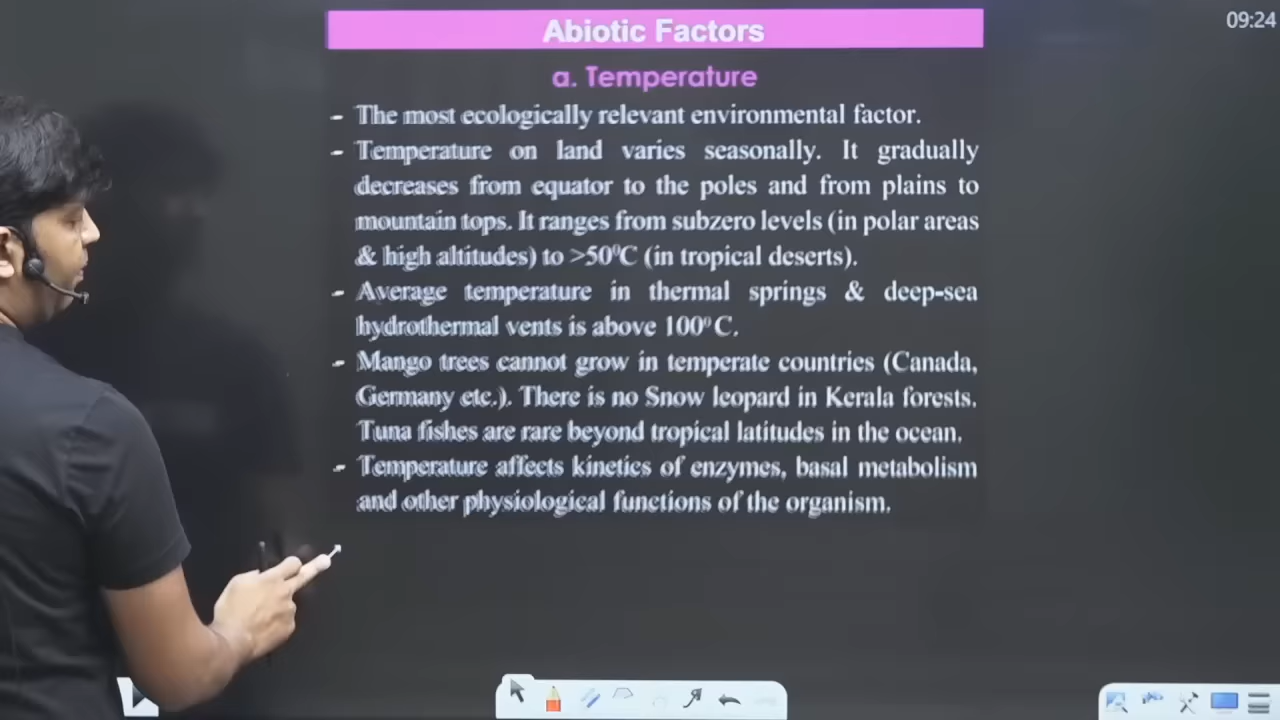 Abiotic Factors
09:24
a. Temperature
- The most ecologically relevant environmental factor.
- Temperature on land varies seasonally. It gradually
decreases from equator to the poles and from plains to
mountain tops. It ranges from subzero levels (in polar areas
& high altitudes) to >50⁰C (in tropical deserts).
- Average temperature in thermal springs & deep-sea
hydrothermal vents is above 100⁰ C.
- Mango trees cannot grow in temperate countries (Canada,
Germany etc.). There is no Snow leopard in Kerala forests.
Tuna fishes are rare beyond tropical latitudes in the ocean.
- Temperature affects kinetics of enzymes, basal metabolism
and other physiological functions of the organism.